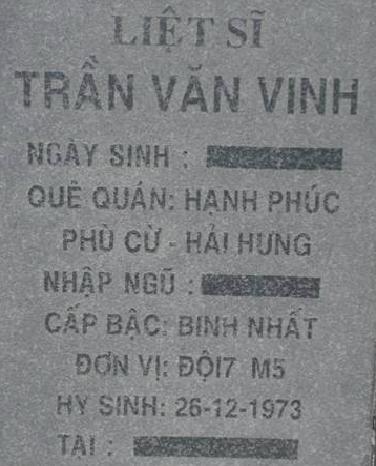 LIỆT SĨ
TRẦN VĂN VINH
NGÀY SINH :
QUÊ QUÁN: HẠNH PHÚC
PHÙ CỪ - HẢI HƯNG
NHẬP NGŨ :
CẤP BẬC: BINH NHẤT
ĐƠN VỊ: ĐỘI7 M5
HY SINH: 26-12-1973
TẠI :